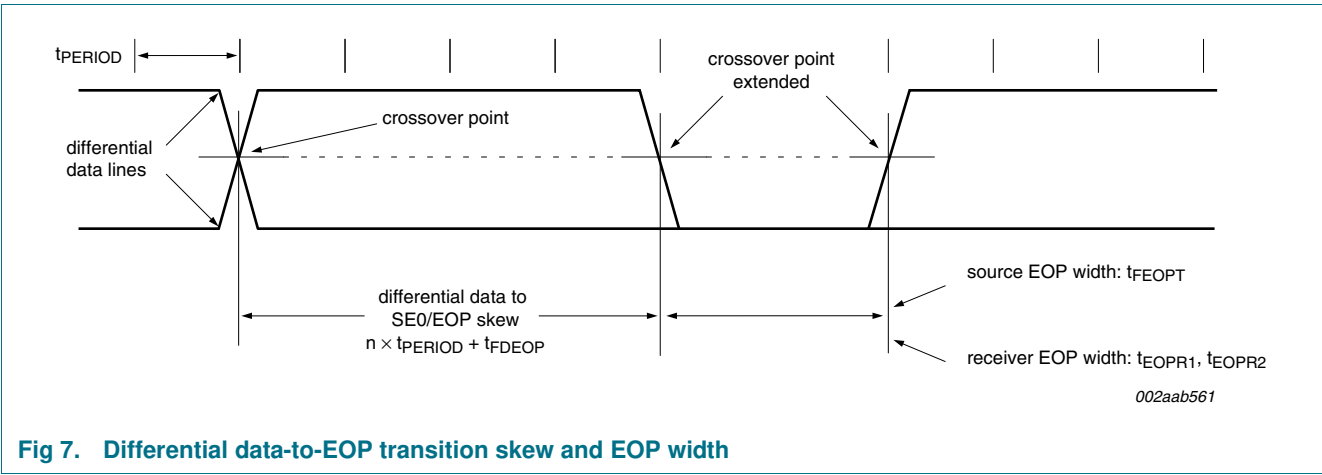 tPERIOD
crossover point
extended
crossover point
differential
data lines
differential data to
SE0/EOP skew
n × tPERIOD + tFDEOP
source EOP width: tFEOPT
receiver EOP width: tEOPR1, tEOPR2
002aab561
Fig 7. Differential data-to-EOP transition skew and EOP width